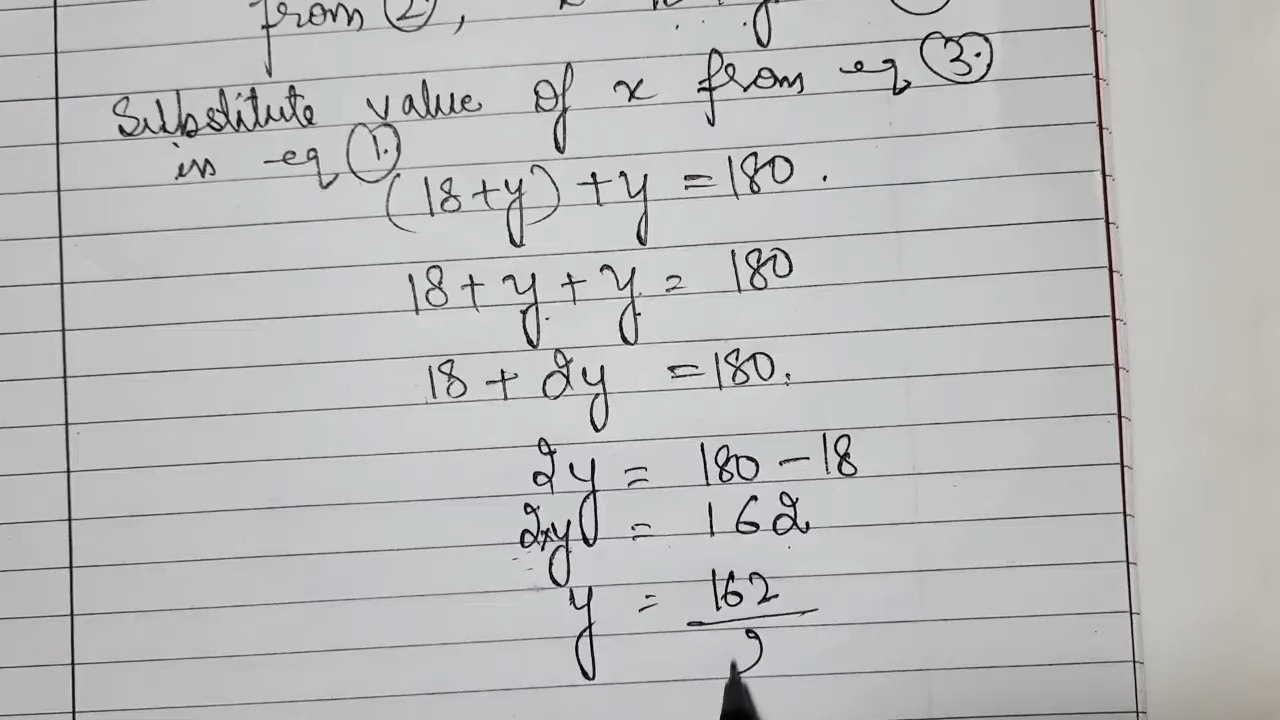 from (2),
Substitute value of x from eq (3.)
in eq (1.)
(18+y) + y = 180 .
18 + y + y = 180
18 + 2y = 180.
2y = 180 - 18
2×y = 162
y = 162